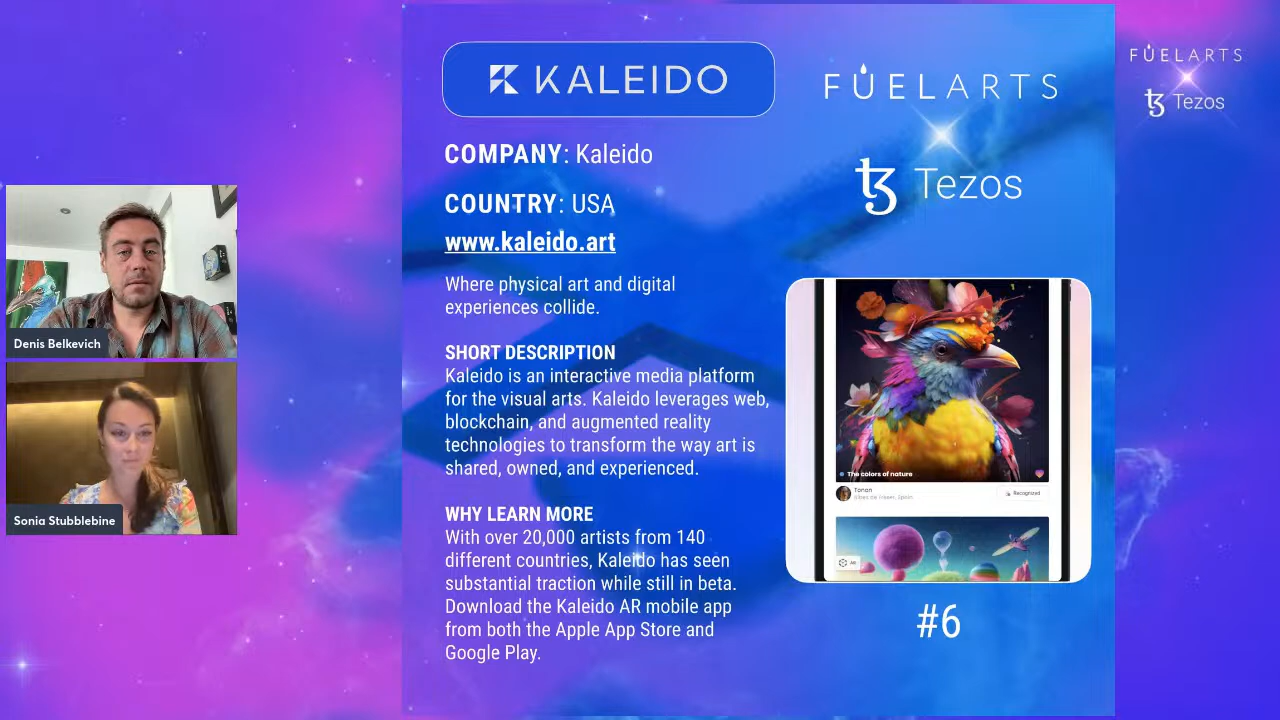 KALEIDO
FUELARTS
Tezos
FUELARTS
Tezos
COMPANY: Kaleido
COUNTRY: USA
www.kaleido.art
Where physical art and digital
experiences collide.
SHORT DESCRIPTION
Kaleido is an interactive media platform
for the visual arts. Kaleido leverages web,
blockchain, and augmented reality
technologies to transform the way art is
shared, owned, and experienced.
WHY LEARN MORE
With over 20,000 artists from 140
different countries, Kaleido has seen
substantial traction while still in beta.
Download the Kaleido AR mobile app
from both the Apple App Store and
Google Play.
The colors of nature
Recognized
AR
#6
Denis Belkevich
Sonia Stubblebine